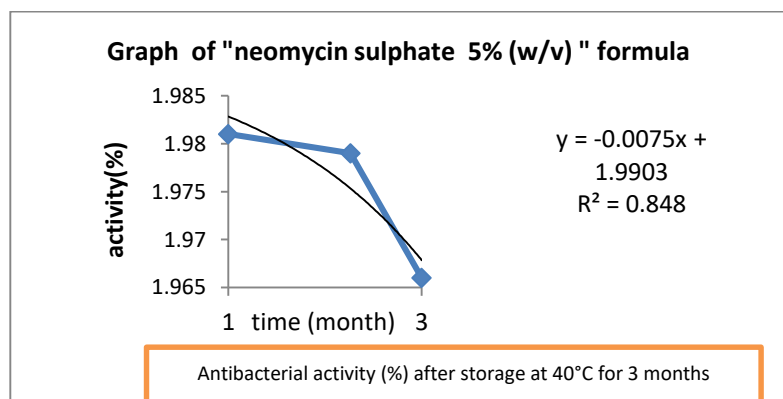 Graph of "neomycin sulphate 5% (w/v) " formula
1.985
1.98
1.975
1.97
1.965
activity(%)
1 time (month) 3
y = -0.0075x +
1.9903
R² = 0.848
Antibacterial activity (%) after storage at 40°C for 3 months